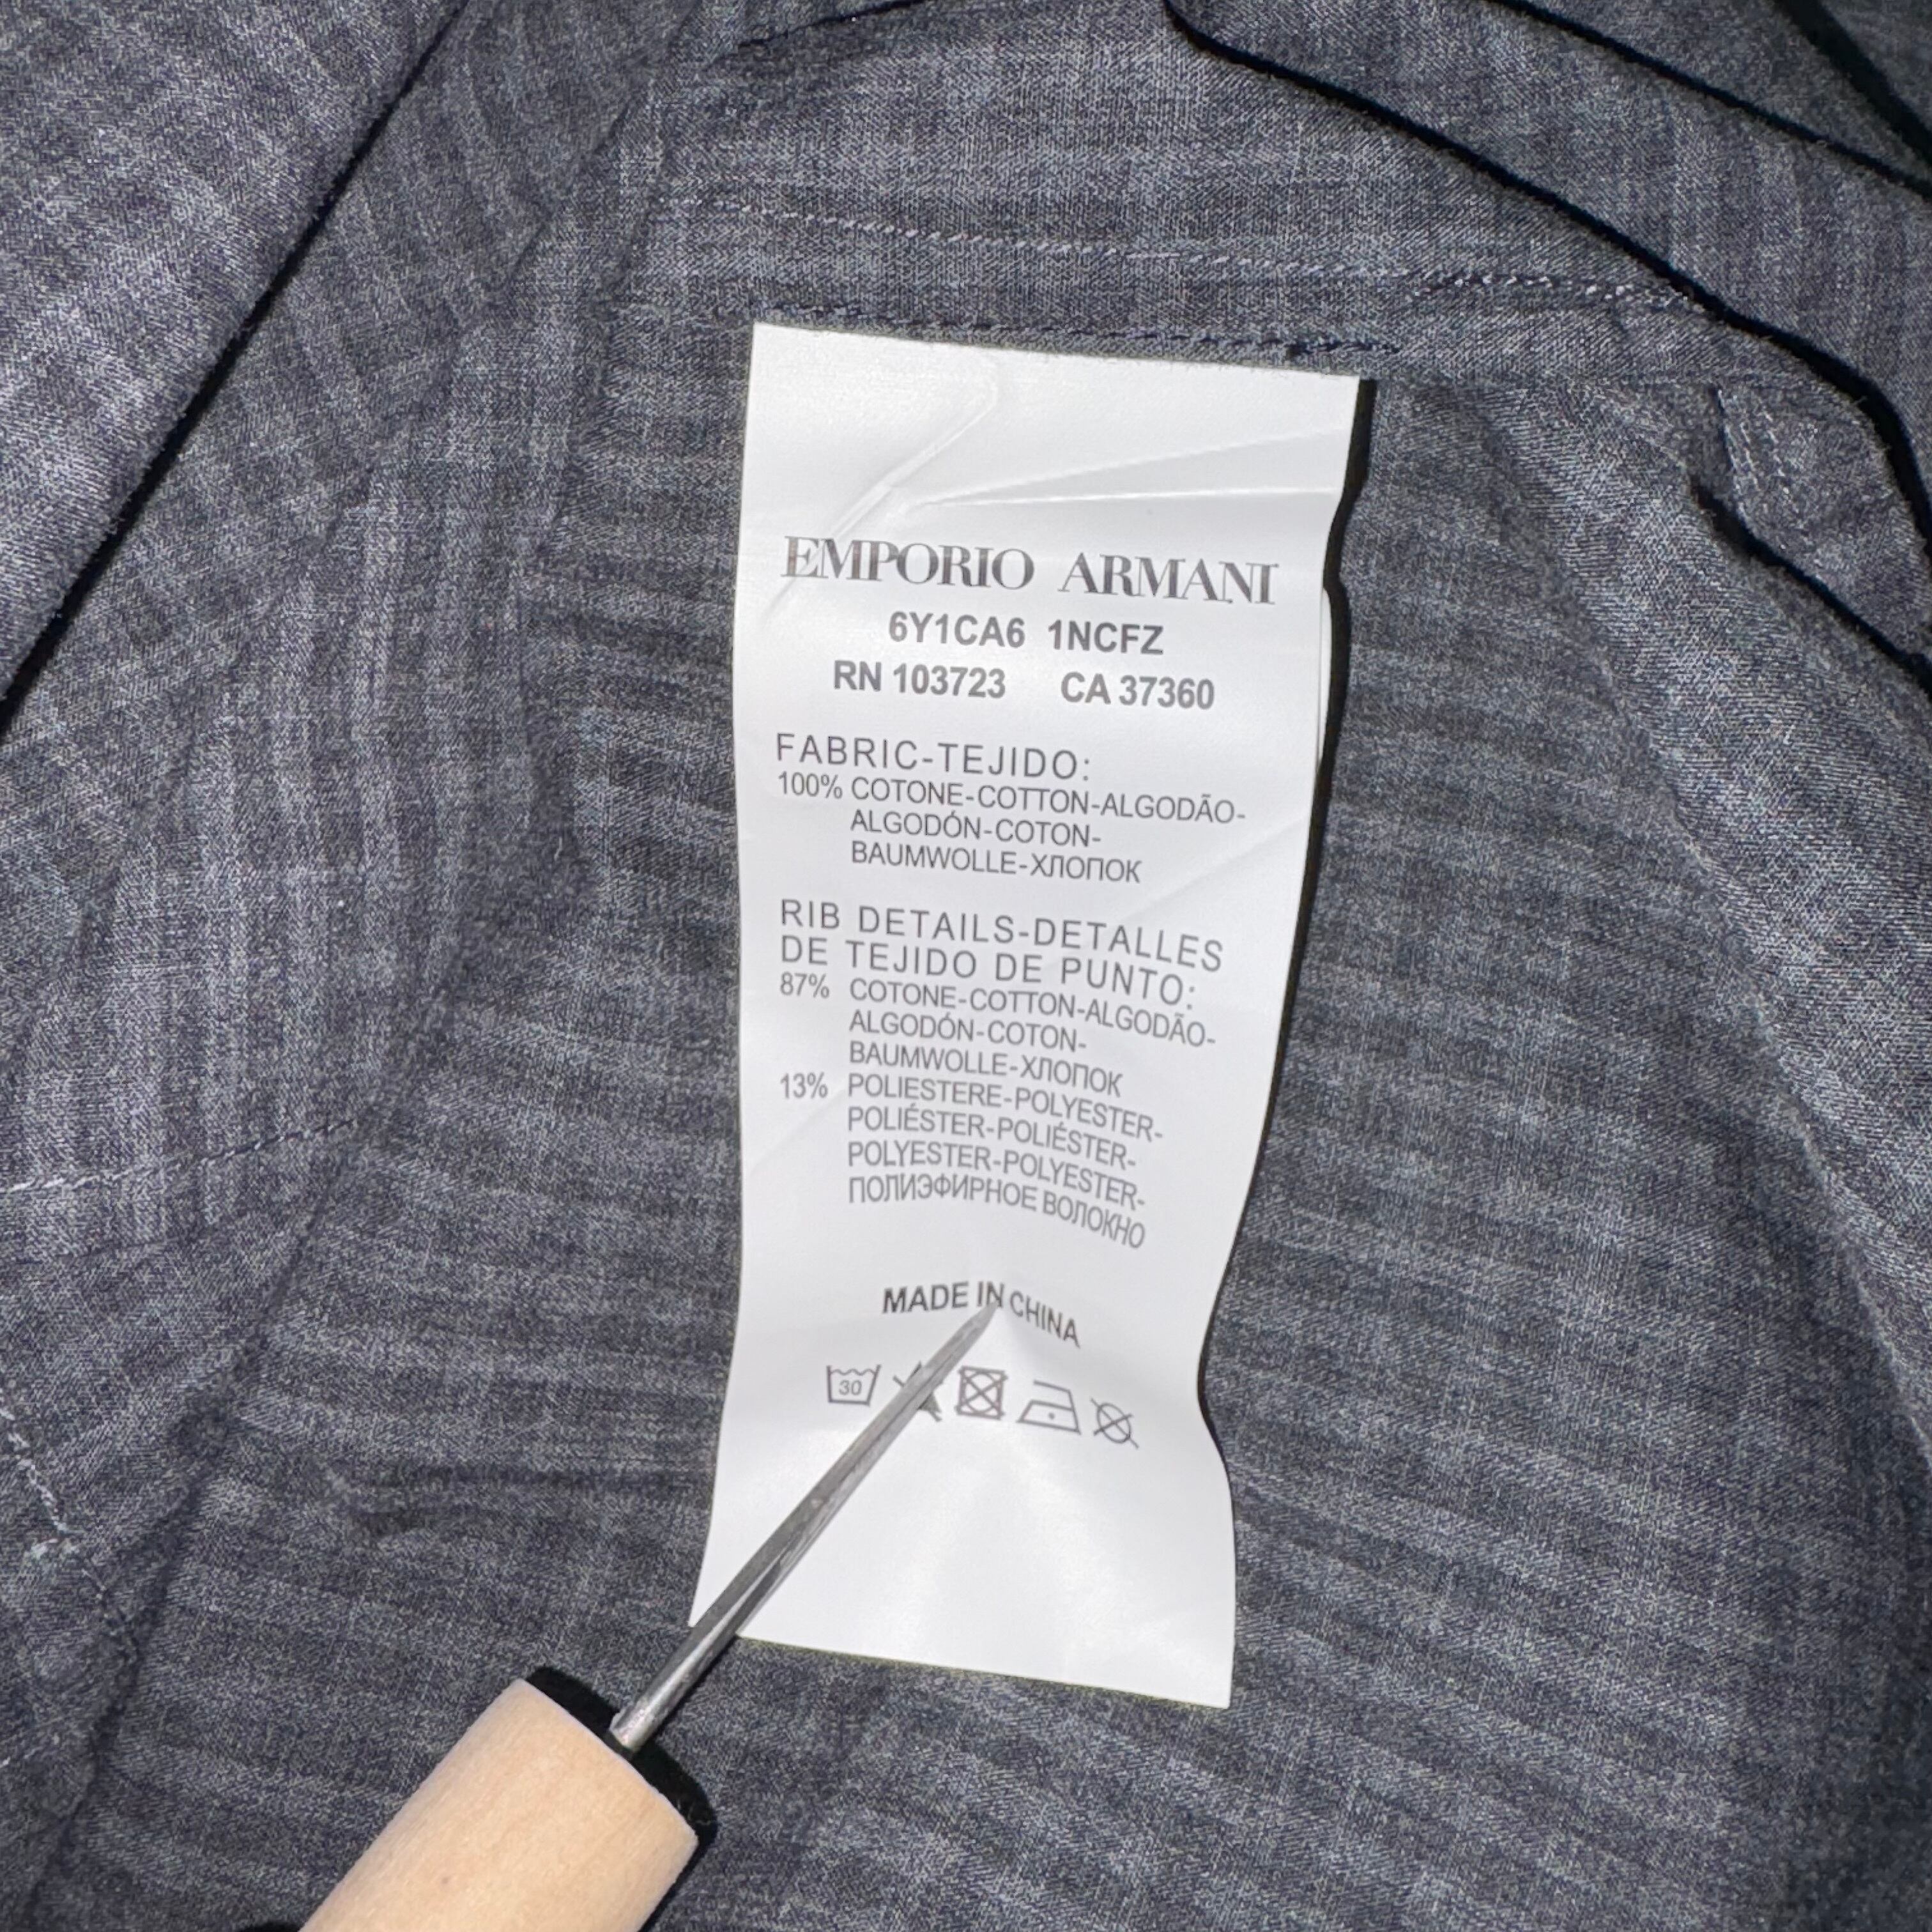 EMPORIO ARMANI
6Y1CA6 1NCFZ
RN 103723 CA 37360
FABRIC-TEJIDO:
100% COTONE-COTTON-ALGODÃO-
ALGODÓN-COTON-
BAUMWOLLE-ХЛОПОК
RIB DETAILS-DETALLES
DE TEJIDO DE PUNTO:
87% COTONE-COTTON-ALGODÃO-
ALGODÓN-COTON-
BAUMWOLLE-ХЛОПОК
13% POLIESTERE-POLYESTER-
POLIÉSTER-POLIÉSTER-
POLYESTER-POLYESTER-
ПОЛИЭФИРНОЕ ВОЛОКНО
MADE IN CHINA
30